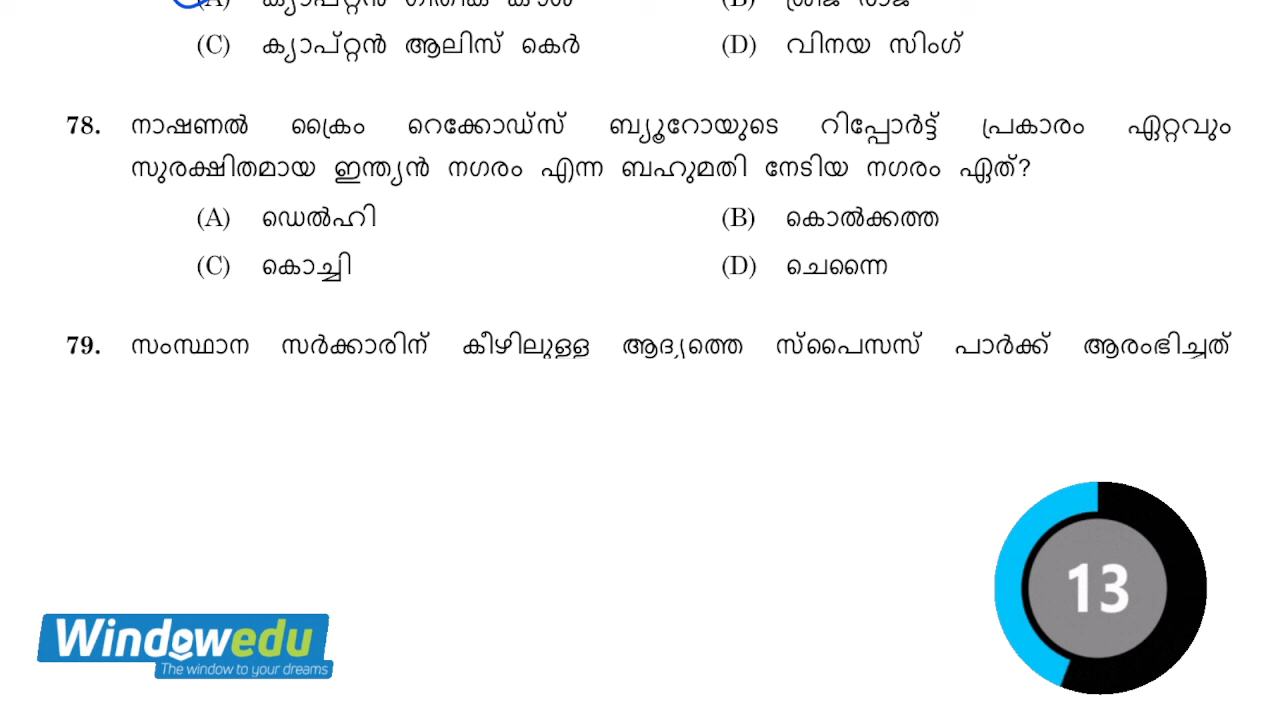 (A) ക്യാപ്റ്റൻ ഗീതിക കൗൾ (B) ശ്രീജ രാജ്
(C) ക്യാപ്റ്റൻ ആലിസ് കെർ (D) വിനയ സിംഗ്
78. നാഷണൽ ക്രൈം റെക്കോഡ്സ് ബ്യൂറോയുടെ റിപ്പോർട്ട് പ്രകാരം ഏറ്റവും
സുരക്ഷിതമായ ഇന്ത്യൻ നഗരം എന്ന ബഹുമതി നേടിയ നഗരം ഏത്?
(A) ഡെൽഹി (B) കൊൽക്കത്ത
(C) കൊച്ചി (D) ചെന്നൈ
79. സംസ്ഥാന സർക്കാരിന് കീഴിലുള്ള ആദ്യത്തെ സ്പൈസസ് പാർക്ക് ആരംഭിച്ചത്
13
Windowedu
The window to your dreams